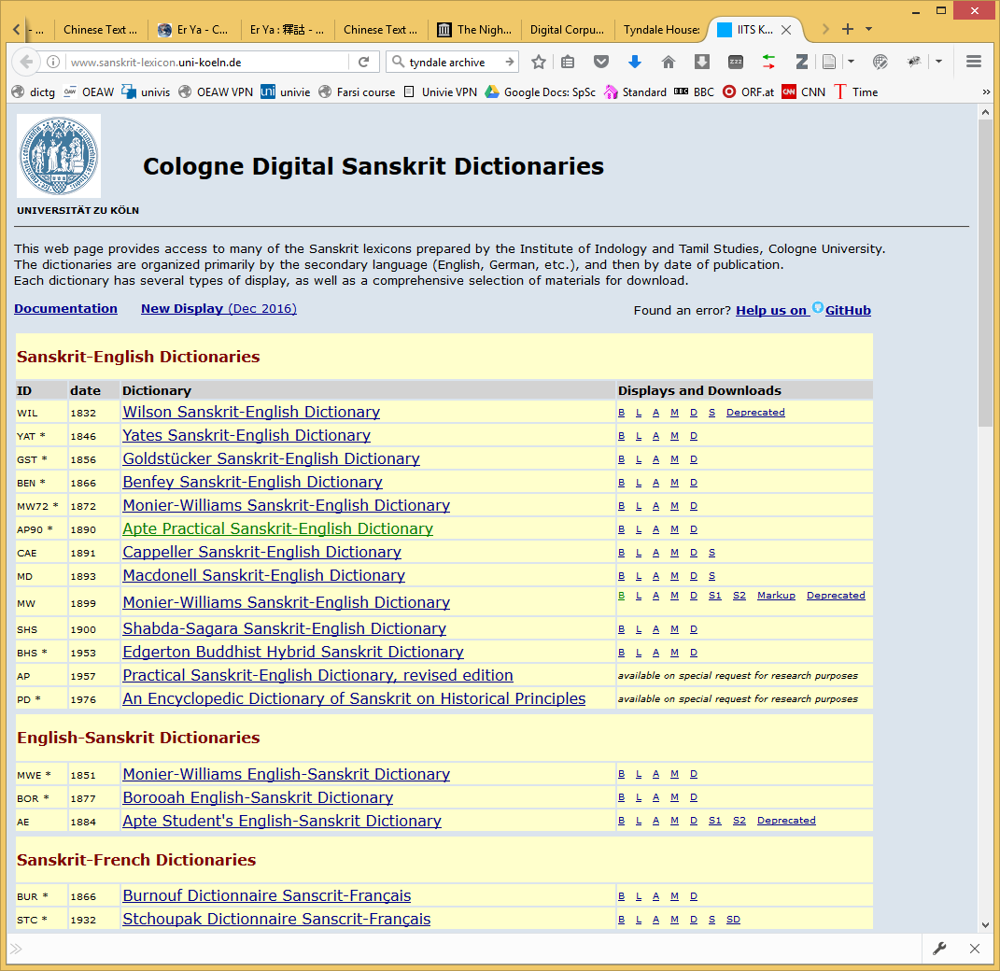 - ...
Chinese Text ...
Er Ya - C...
Er Ya : 釋詁 - ...
Chinese Text ...
The Nigh...
Digital Corpu...
Tyndale House:
IITS K...
www.sanskrit-lexicon.uni-koeln.de
tyndale archive
dictg OEAW univis OEAW VPN univie Farsi course Univie VPN Google Docs: SpSc Standard BBC ORF.at CNN Time
Cologne Digital Sanskrit Dictionaries
UNIVERSITÄT ZU KÖLN
This web page provides access to many of the Sanskrit lexicons prepared by the Institute of Indology and Tamil Studies, Cologne University.
The dictionaries are organized primarily by the secondary language (English, German, etc.), and then by date of publication.
Each dictionary has several types of display, as well as a comprehensive selection of materials for download.
Documentation New Display (Dec 2016) Found an error? Help us on GitHub
Sanskrit-English Dictionaries
ID date Dictionary Displays and Downloads
WIL 1832 Wilson Sanskrit-English Dictionary B L A M D S Deprecated
YAT * 1846 Yates Sanskrit-English Dictionary B L A M D
GST * 1856 Goldstücker Sanskrit-English Dictionary B L A M D
BEN * 1866 Benfey Sanskrit-English Dictionary B L A M D
MW72 * 1872 Monier-Williams Sanskrit-English Dictionary B L A M D
AP90 * 1890 Apte Practical Sanskrit-English Dictionary B L A M D
CAE 1891 Cappeller Sanskrit-English Dictionary B L A M D S
MD 1893 Macdonell Sanskrit-English Dictionary B L A M D S
MW 1899 Monier-Williams Sanskrit-English Dictionary B L A M D S1 S2 Markup Deprecated
SHS 1900 Shabda-Sagara Sanskrit-English Dictionary B L A M D
BHS * 1953 Edgerton Buddhist Hybrid Sanskrit Dictionary B L A M D
AP 1957 Practical Sanskrit-English Dictionary, revised edition available on special request for research purposes
PD * 1976 An Encyclopedic Dictionary of Sanskrit on Historical Principles available on special request for research purposes
English-Sanskrit Dictionaries
MWE * 1851 Monier-Williams English-Sanskrit Dictionary B L A M D
BOR * 1877 Borooah English-Sanskrit Dictionary B L A M D
AE 1884 Apte Student's English-Sanskrit Dictionary B L A M D S1 S2 Deprecated
Sanskrit-French Dictionaries
BUR * 1866 Burnouf Dictionnaire Sanscrit-Français B L A M D
STC * 1932 Stchoupak Dictionnaire Sanscrit-Français B L A M D S SD